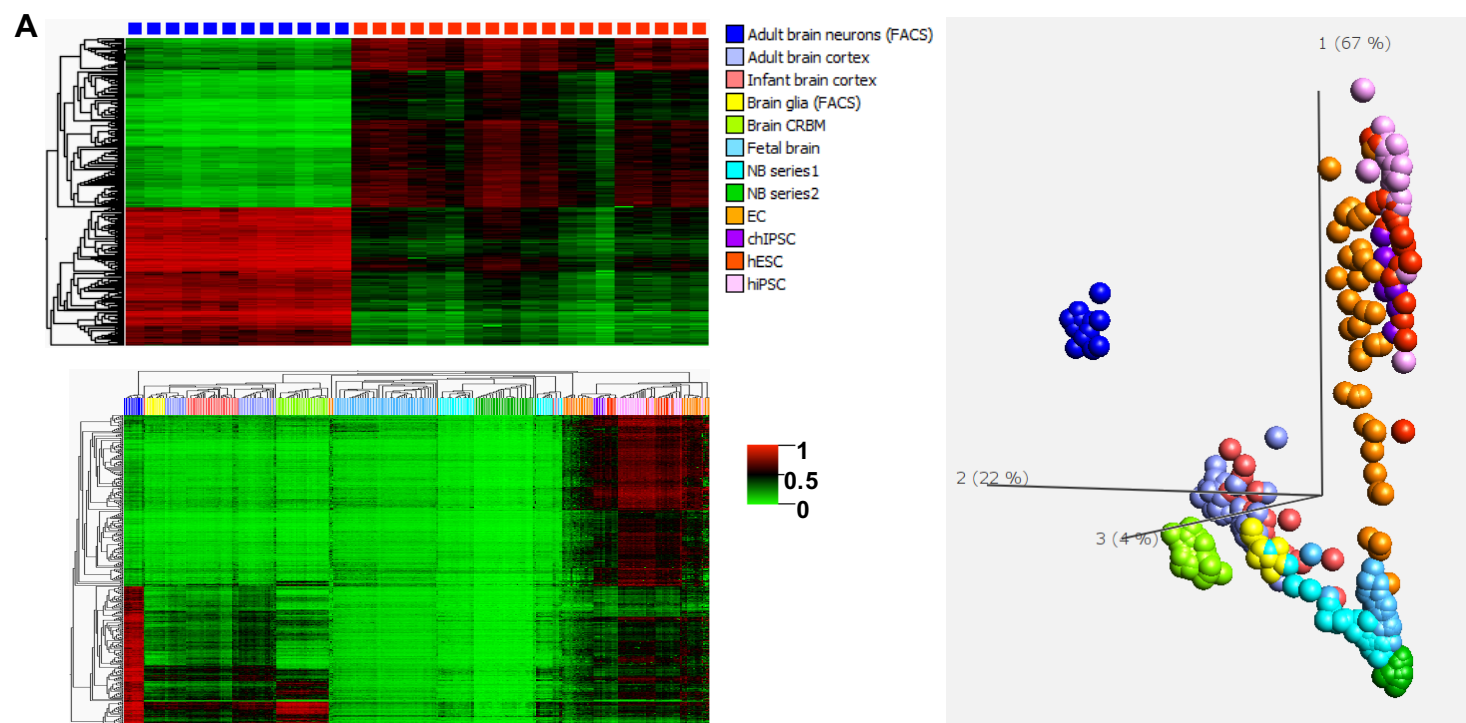 A
Adult brain neurons (FACS)
Adult brain cortex
Infant brain cortex
Brain glia (FACS)
Brain CRBM
Fetal brain
NB series1
NB series2
EC
chIPSC
hESC
hiPSC
1
0.5
0
1 (67 %)
2 (22 %)
3 (4 %)